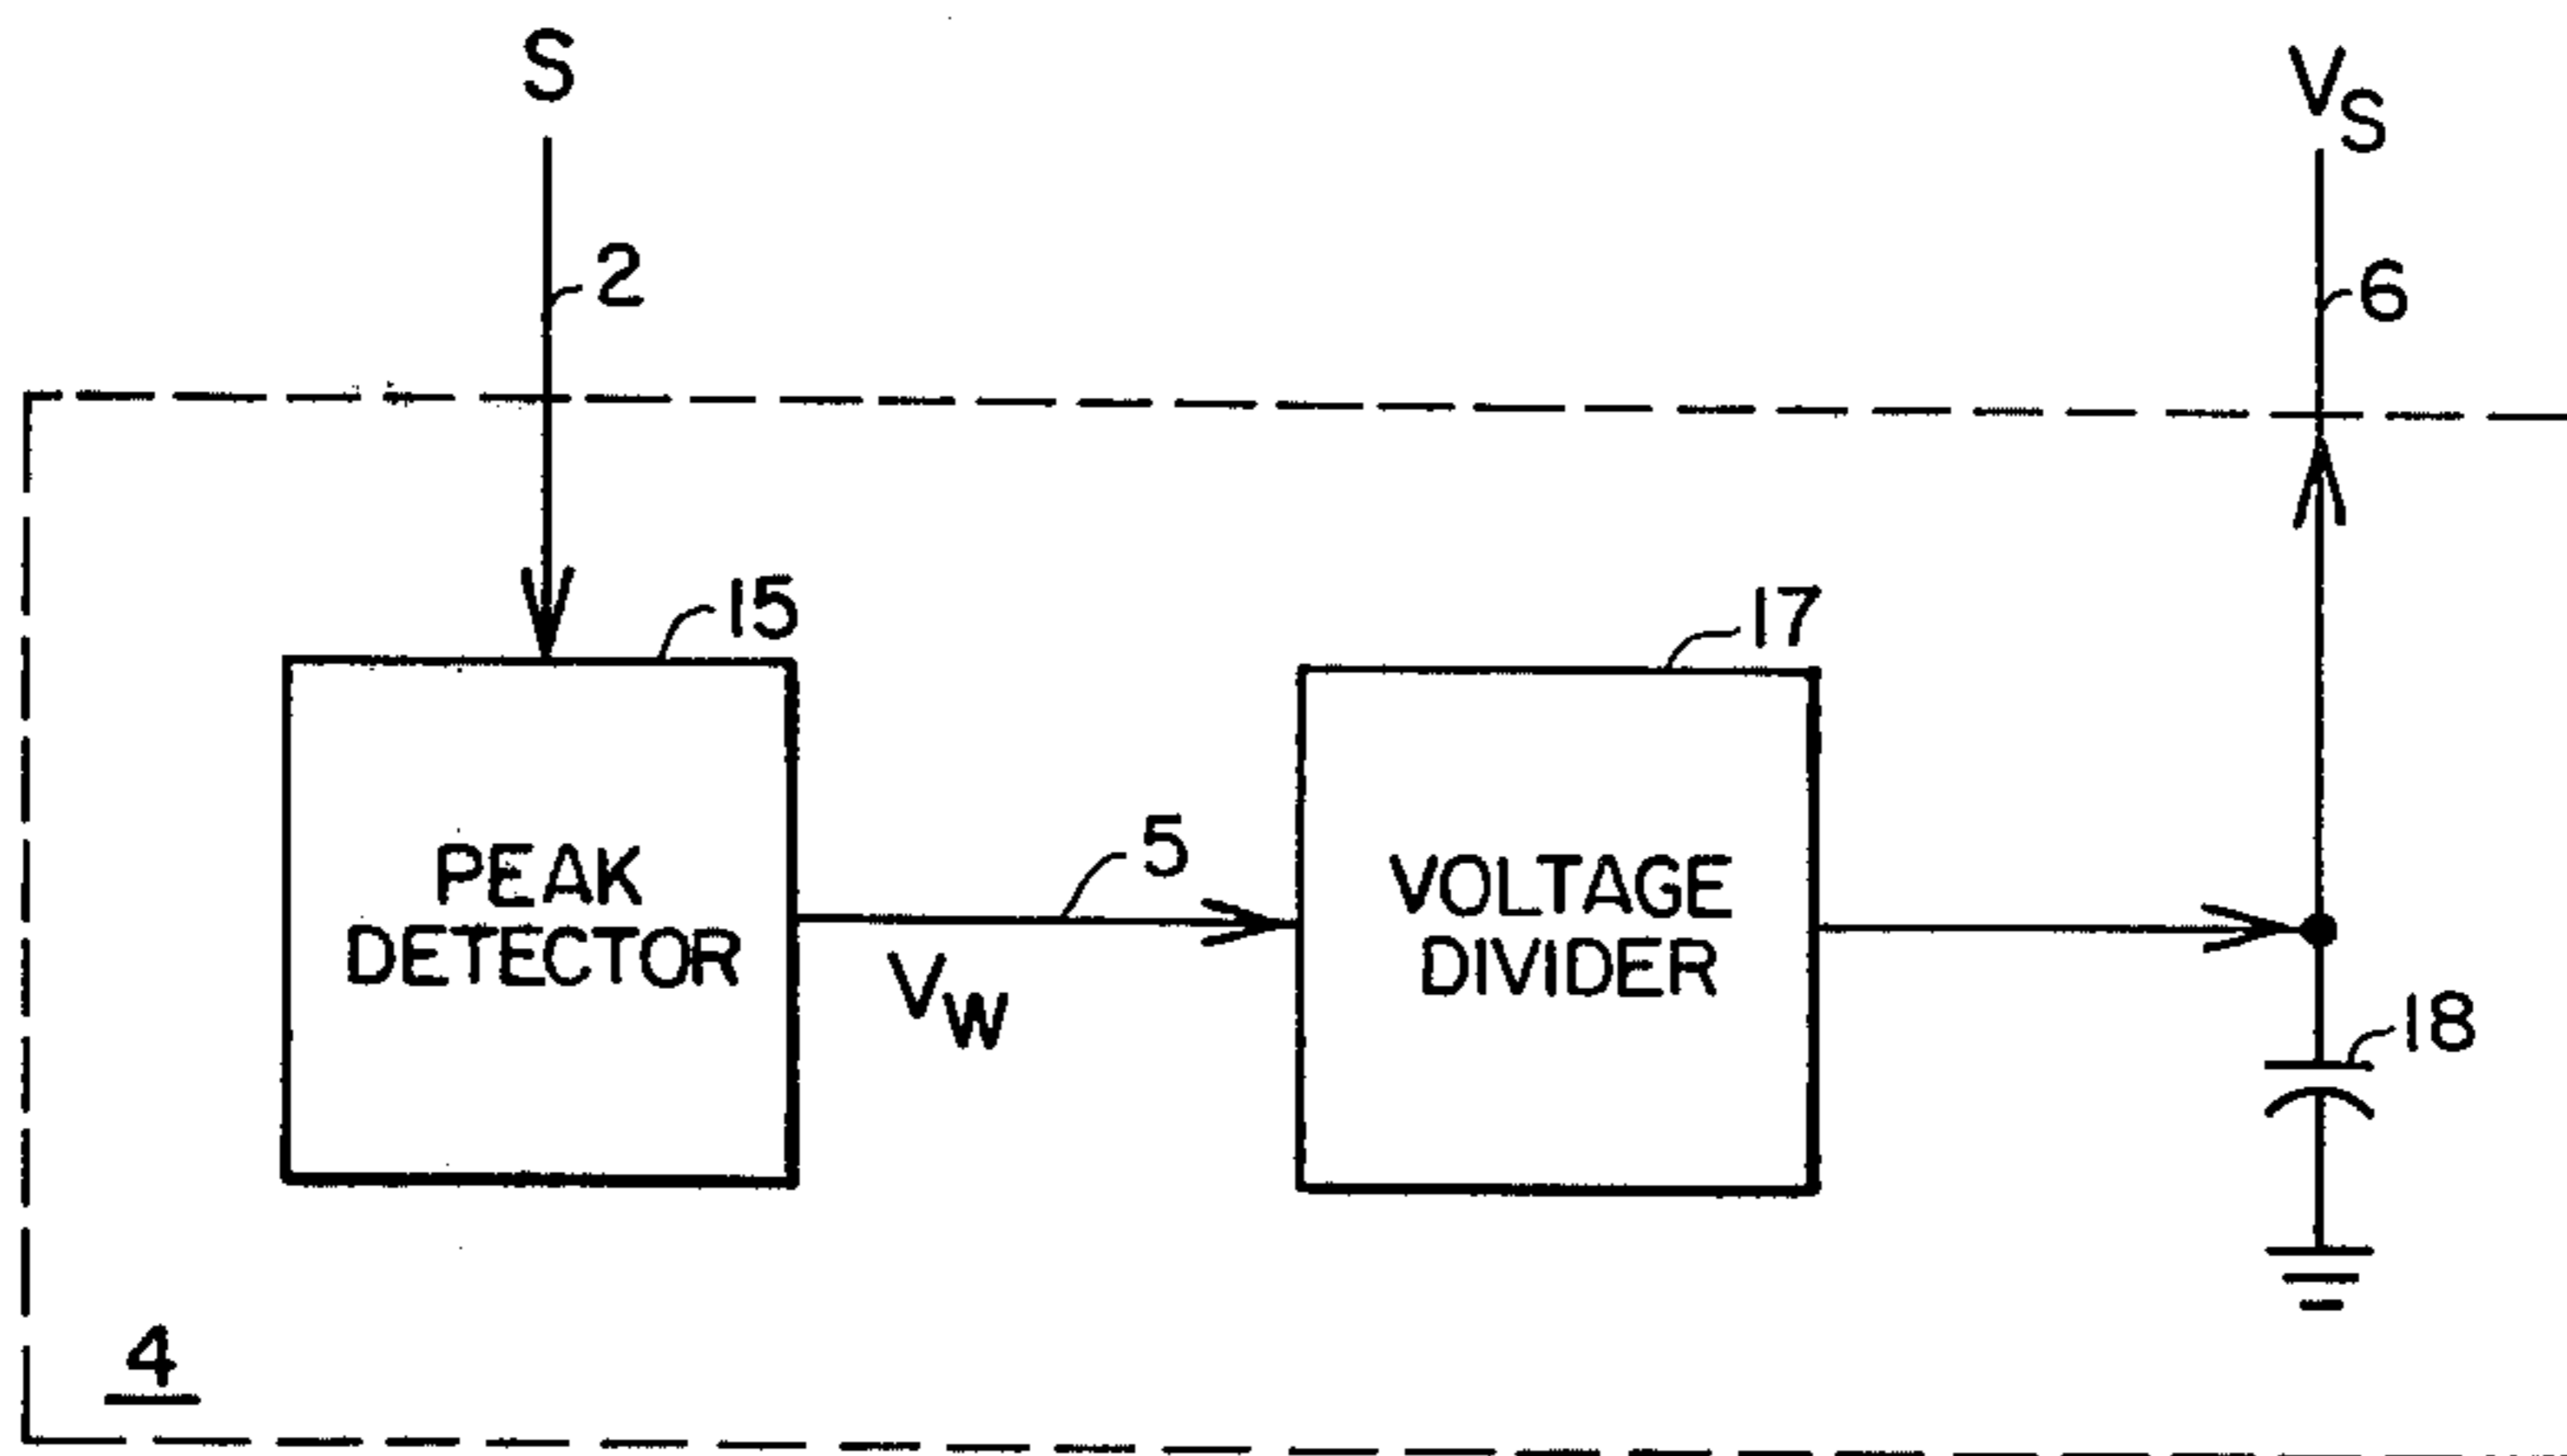 S
V_S
2
6
15
17
PEAK
DETECTOR
5
V_W
VOLTAGE
DIVIDER
18
4